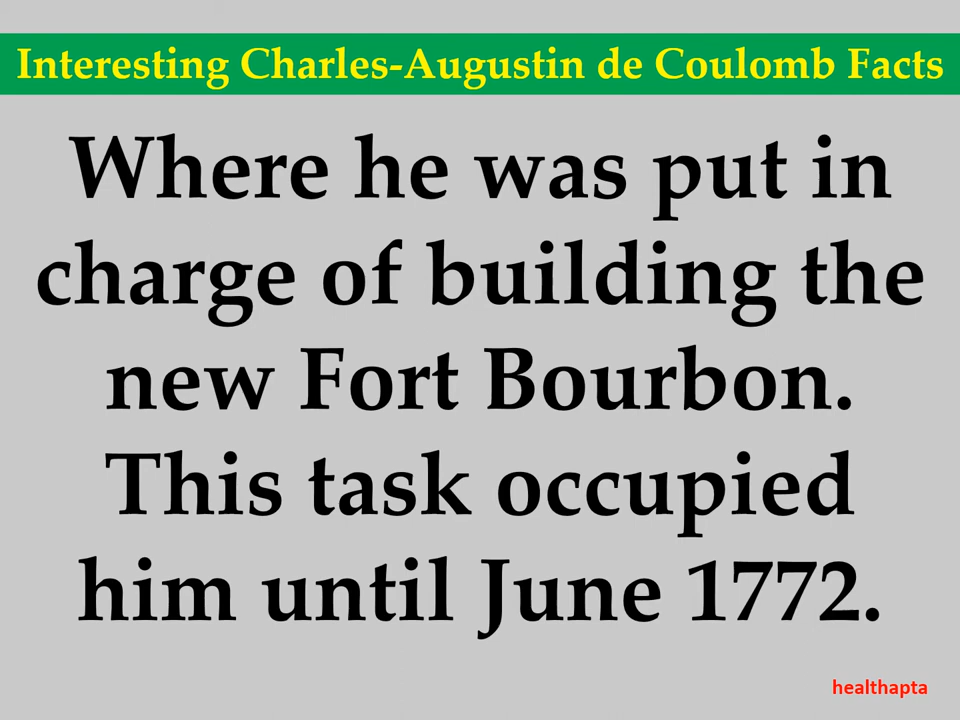 Interesting Charles-Augustin de Coulomb Facts
Where he was put in
charge of building the
new Fort Bourbon.
This task occupied
him until June 1772.
healthapta